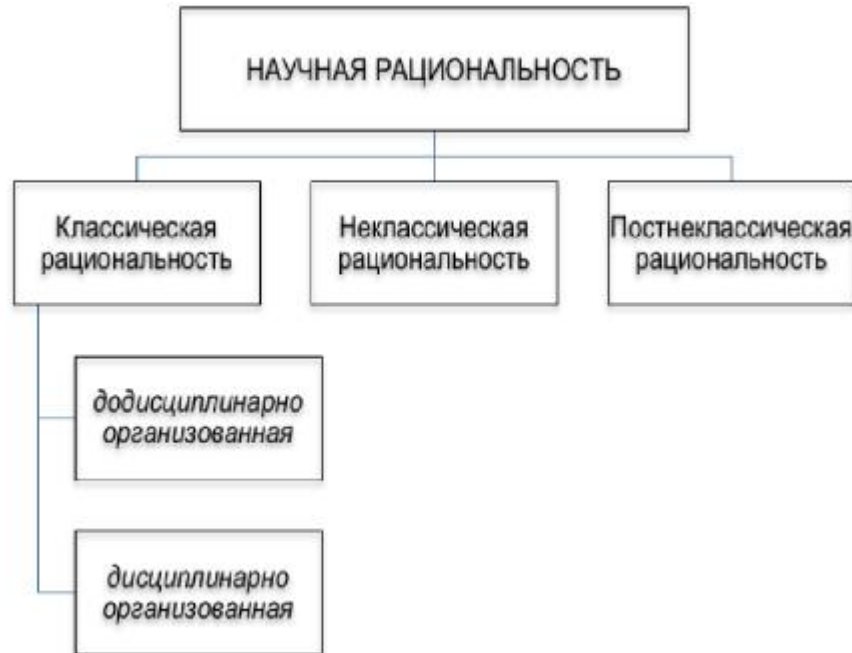 НАУЧНАЯ РАЦИОНАЛЬНОСТЬ
Классическая
рациональность
Неклассическая
рациональность
Постнеклассическая
рациональность
додисциплинарно
организованная
дисциплинарно
организованная